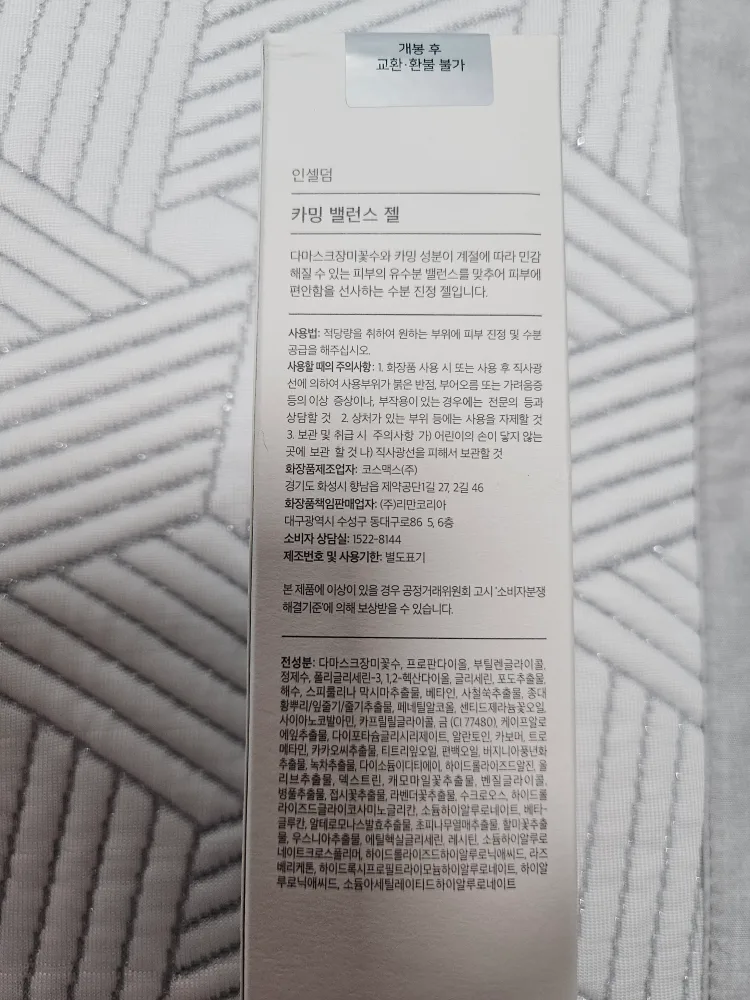 개봉 후
교환·환불 불가
인셀덤
카밍 밸런스 젤
다마스크장미꽃수와 카밍 성분이 계절에 따라 민감
해질 수 있는 피부의 유수분 밸런스를 맞추어 피부에
편안함을 선사하는 수분 진정 젤입니다.
사용법: 적당량을 취하여 원하는 부위에 피부 진정 및 수분
공급을 해주십시오.
사용할 때의 주의사항: 1. 화장품 사용 시 또는 사용 후 직사광
선에 의하여 사용부위가 붉은 반점, 부어오름 또는 가려움증
등의 이상 증상이나, 부작용이 있는 경우에는 전문의 등과
상담할 것 2. 상처가 있는 부위 등에는 사용을 자제할 것
3. 보관 및 취급 시 주의사항 가) 어린이의 손이 닿지 않는
곳에 보관 할 것 나) 직사광선을 피해서 보관할 것
화장품제조업자: 코스맥스(주)
경기도 화성시 향남읍 제약공단1길 27, 2길 46
화장품책임판매업자: (주)리만코리아
대구광역시 수성구 동대구로86 5, 6층
소비자 상담실: 1522-8144
제조번호 및 사용기한: 별도표기
본 제품에 이상이 있을 경우 공정거래위원회 고시 '소비자분쟁
해결기준'에 의해 보상받을 수 있습니다.
전성분: 다마스크장미꽃수, 프로판다이올, 부틸렌글라이콜,
정제수, 폴리글리세린-3, 1,2-헥산다이올, 글리세린, 포도추출물,
해수, 스피룰리나 막시마추출물, 베타인, 사철쑥추출물, 종대
황뿌리/잎줄기/줄기추출물, 페네틸알코올, 센티드제라늄꽃오일,
사이아노코발아민, 카프릴릴글라이콜, 금 (CI 77480), 케이프알로
에잎추출물, 다이포타슘글리시리제이트, 알란토인, 카보머, 트로
메타민, 카카오씨추출물, 티트리잎오일, 편백오일, 버지니아풍년화
추출물, 녹차추출물, 다이소듐이디티에이, 하이드롤라이즈드알진, 올
리브추출물, 덱스트린, 캐모마일꽃추출물, 벤질글라이콜,
병풀추출물, 접시꽃추출물, 라벤더꽃추출물, 수크로오스, 하이드롤
라이즈드글라이코사미노글리칸, 소듐하이알루로네이트, 베타-
글루칸, 알테로모나스발효추출물, 초피나무열매추출물, 할미꽃추출
물, 우스니아추출물, 에틸헥실글리세린, 레시틴, 소듐하이알루로
네이트크로스폴리머, 하이드롤라이즈드하이알루로닉애씨드, 라즈
베리케톤, 하이드록시프로필트라이모늄하이알루로네이트, 하이알
루로닉애씨드, 소듐아세틸레이티드하이알루로네이트